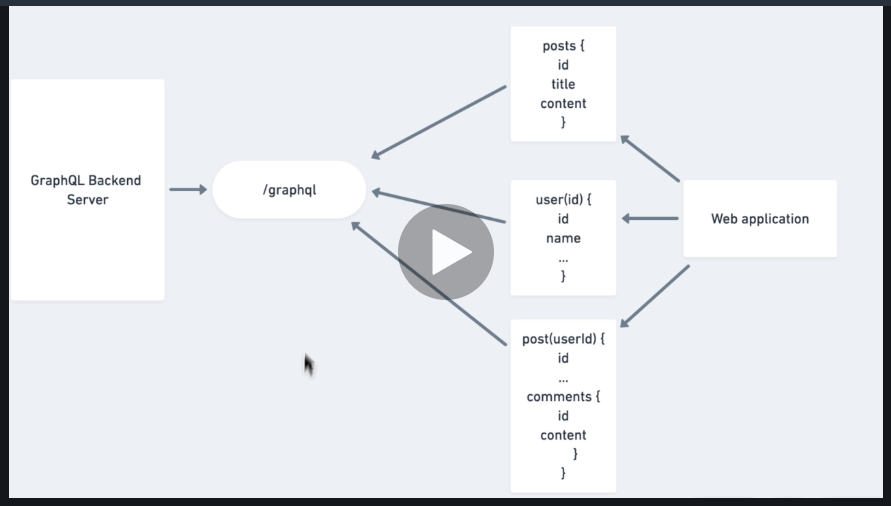 GraphQL Backend
Server
/graphql
posts {
id
title
content
}
user(id) {
id
name
...
}
post(userId) {
id
...
comments {
id
content
}
}
Web application